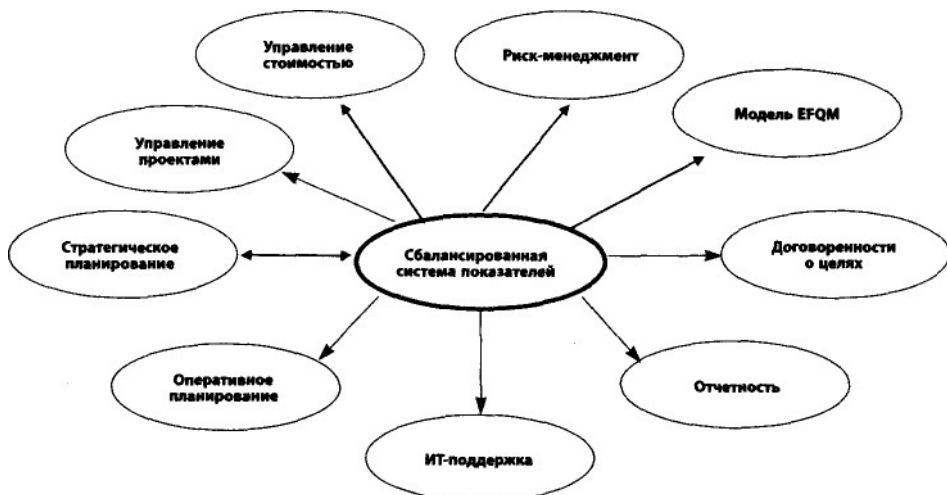 Управление
стоимостью
Риск-менеджмент
Модель EFQM
Управление
проектами
Стратегическое
планирование
Сбалансированная
система показателей
Договоренности
о целях
Оперативное
планирование
Отчетность
ИТ-поддержка